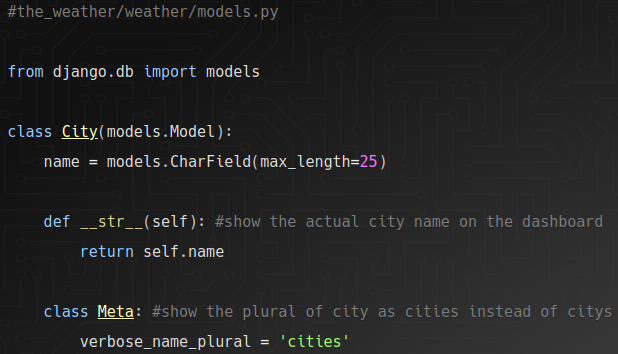 #the_weather/weather/models.py
from django.db import models
class City(models.Model):
    name = models.CharField(max_length=25)
    def __str__(self): #show the actual city name on the dashboard
        return self.name
    class Meta: #show the plural of city as cities instead of citys
        verbose_name_plural = 'cities'